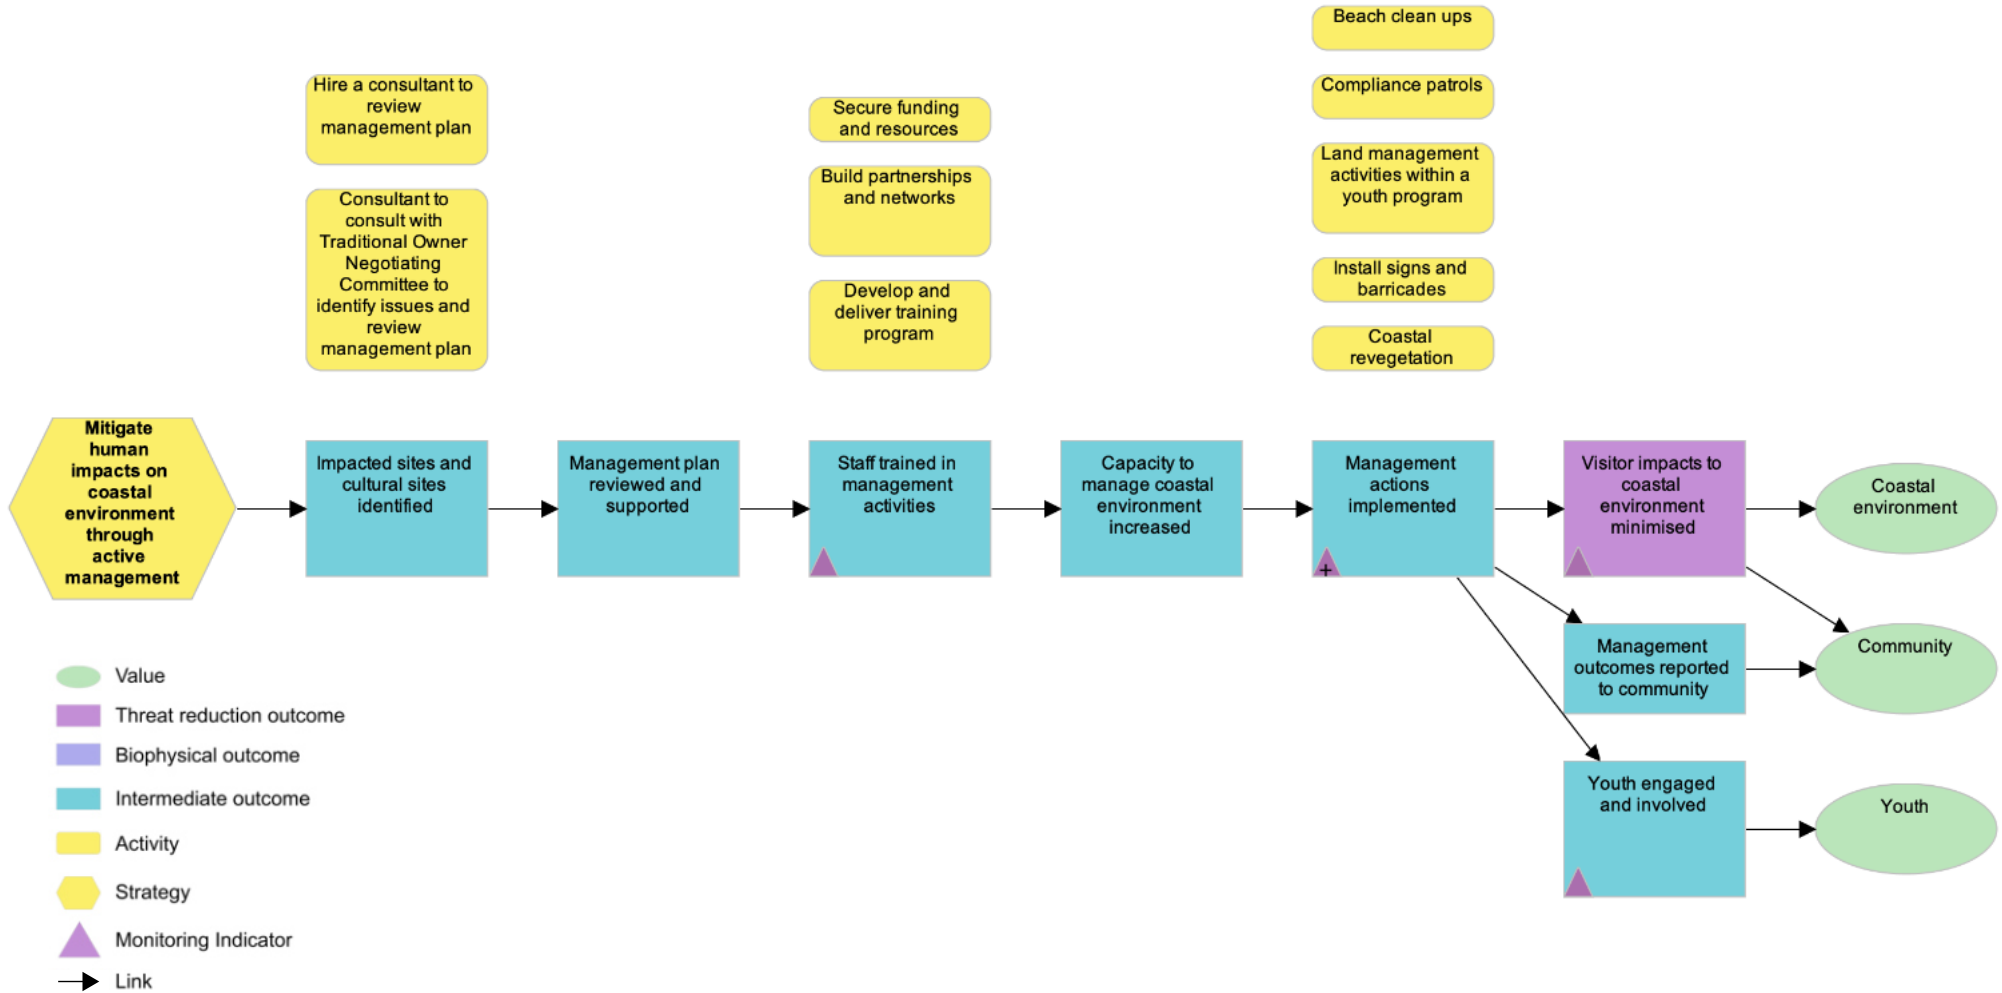 Beach clean ups
Hire a consultant to
review
management plan
Secure funding
and resources
Compliance patrols
Consultant to
consult with
Traditional Owner
Negotiating
Committee to
identify issues and
review
management plan
Build partnerships
and networks
Land management
activities within a
youth program
Develop and
deliver training
program
Install signs and
barricades
Coastal
revegetation
Mitigate
human
impacts on
coastal
environment
through
active
management
Impacted sites and
cultural sites
identified
Management plan
reviewed and
supported
Staff trained in
management
activities
Capacity to
manage coastal
environment
increased
Management
actions
implemented
+
Visitor impacts to
coastal
environment
minimised
Coastal
environment
Management
outcomes reported
to community
Community
Youth engaged
and involved
Youth
Value
Threat reduction outcome
Biophysical outcome
Intermediate outcome
Activity
Strategy
Monitoring Indicator
Link